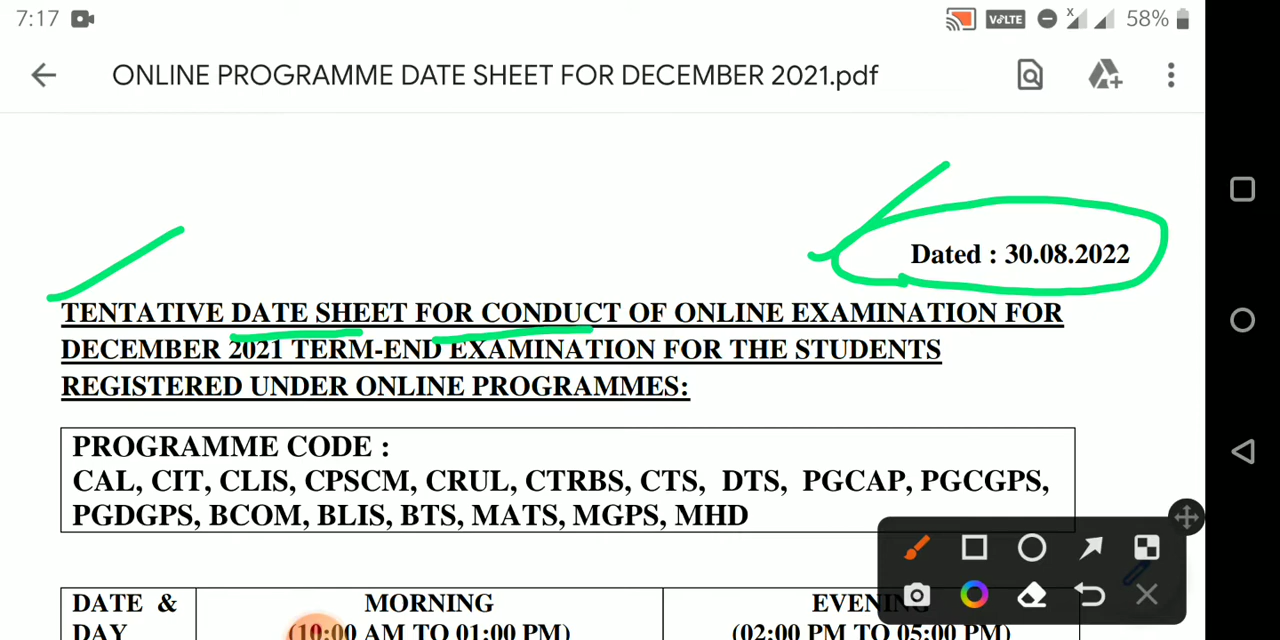 7:17 VoLTE x 58%
ONLINE PROGRAMME DATE SHEET FOR DECEMBER 2021.pdf
Dated : 30.08.2022
TENTATIVE DATE SHEET FOR CONDUCT OF ONLINE EXAMINATION FOR
DECEMBER 2021 TERM-END EXAMINATION FOR THE STUDENTS
REGISTERED UNDER ONLINE PROGRAMMES:
PROGRAMME CODE :
CAL, CIT, CLIS, CPSCM, CRUL, CTRBS, CTS, DTS, PGCAP, PGCGPS,
PGDGPS, BCOM, BLIS, BTS, MATS, MGPS, MHD
DATE & MORNING EVENING
DAY (10:00 AM TO 01:00 PM) (02:00 PM TO 05:00 PM)